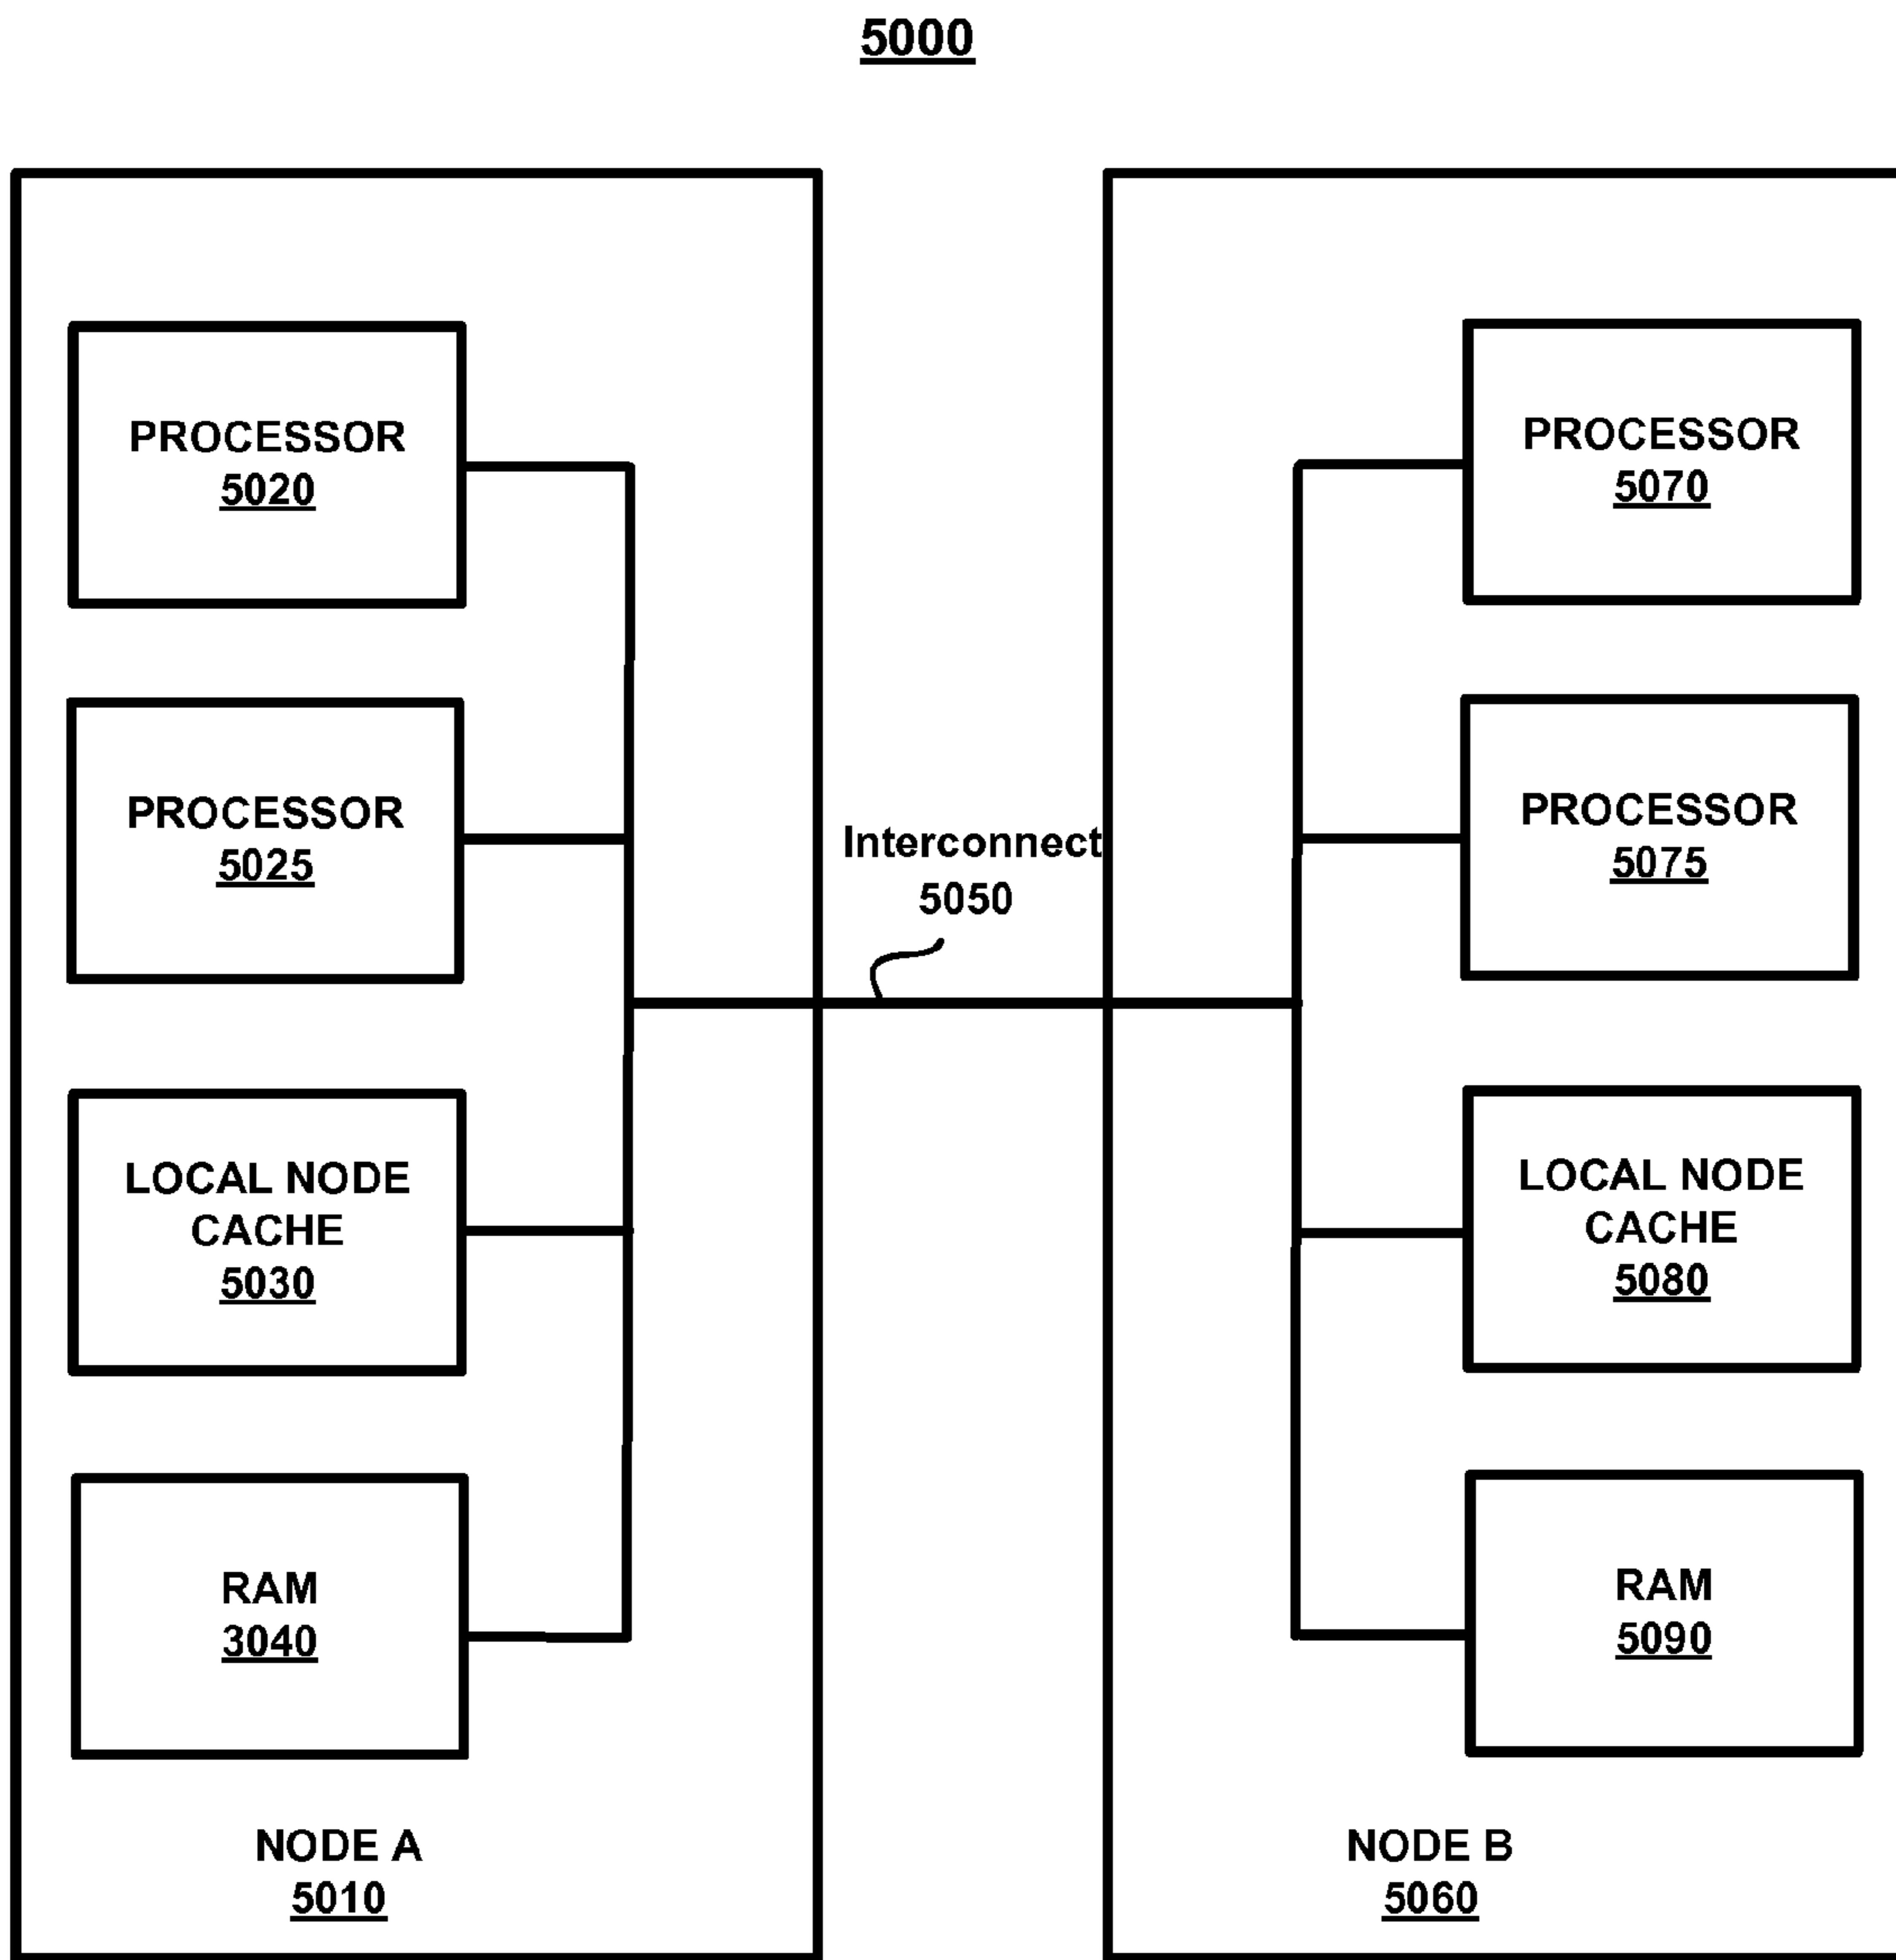 5000
PROCESSOR
5020
PROCESSOR
5025
LOCAL NODE
CACHE
5030
RAM
3040
NODE A
5010
Interconnect
5050
PROCESSOR
5070
PROCESSOR
5075
LOCAL NODE
CACHE
5080
RAM
5090
NODE B
5060